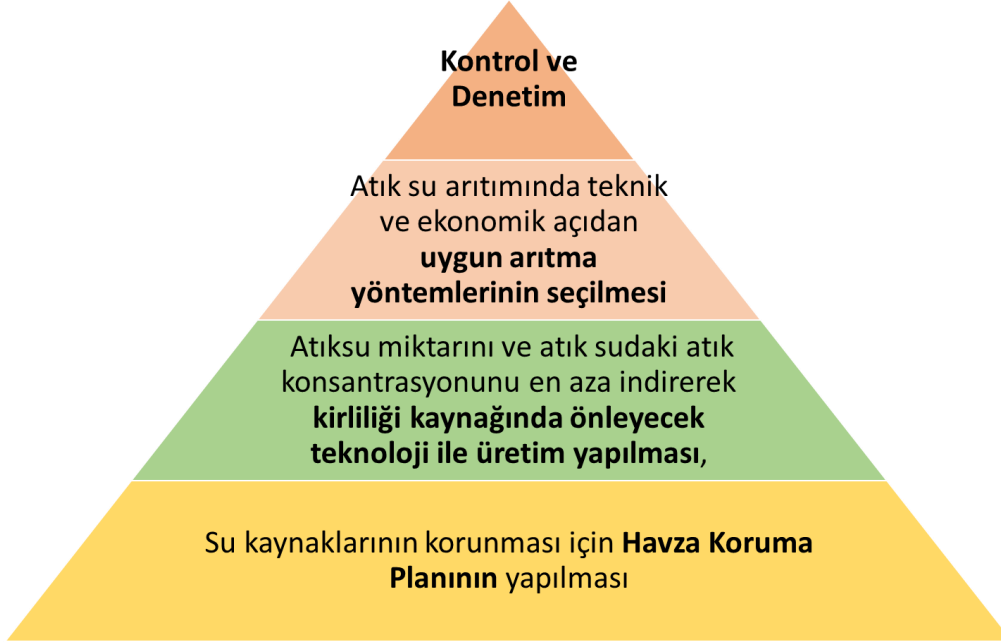 Kontrol ve
Denetim
Atık su arıtımında teknik
ve ekonomik açıdan
uygun arıtma
yöntemlerinin seçilmesi
Atıksu miktarını ve atık sudaki atık
konsantrasyonunu en aza indirerek
kirliliği kaynağında önleyecek
teknoloji ile üretim yapılması,
Su kaynaklarının korunması için Havza Koruma
Planının yapılması